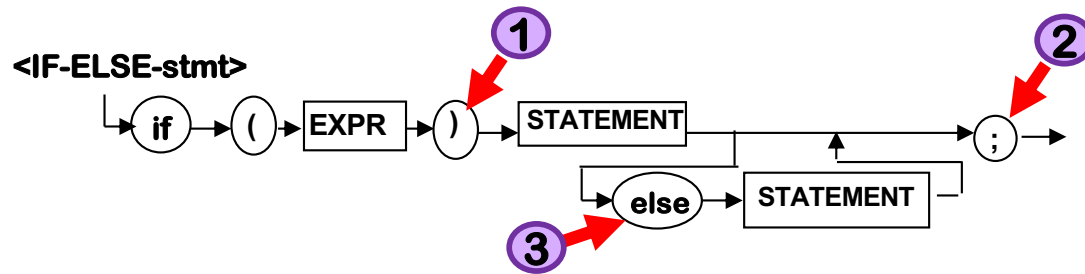 1
2
<IF-ELSE-stmt>
if ( EXPR ) STATEMENT ;
else STATEMENT
3